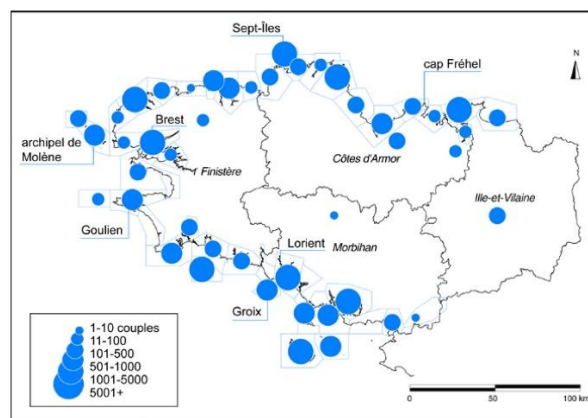 Sept-Îles
N
cap Fréhel
Brest
archipel de
Molène
Finistère
Côtes d'Armor
Ille-et-Vilaine
Goulien
Lorient
Morbihan
Groix
1-10 couples
11-100
101-500
501-1000
1001-5000
5001+
0 50 100 km